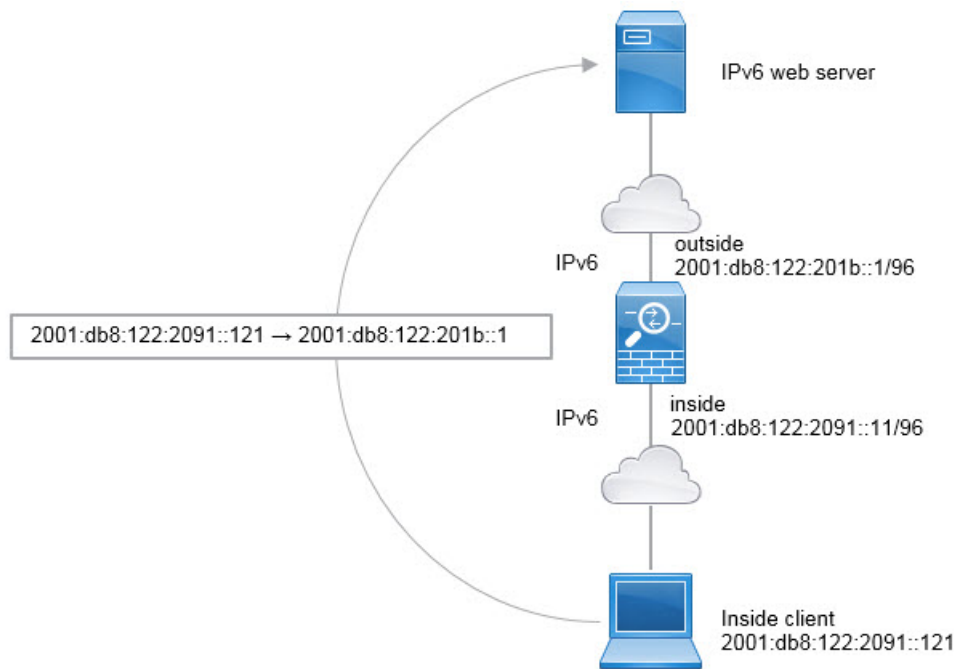 IPv6 web server
outside
IPv6
2001:db8:122:201b::1/96
2001:db8:122:2091::121 → 2001:db8:122:201b::1
inside
IPv6
2001:db8:122:2091::11/96
Inside client
2001:db8:122:2091::121